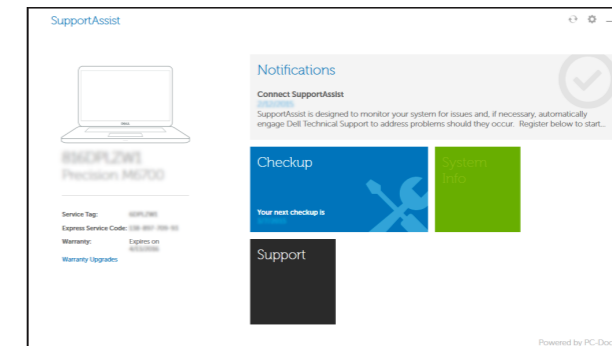 SupportAssist
Notifications
Connect SupportAssist
SupportAssist is designed to monitor your system for issues and, if necessary, automatically
engage Dell Technical Support to address problems should they occur. Register below to start...
Checkup
System
Info
Your next checkup is
Support
Precision M6700
Service Tag:
Express Service Code:
Warranty: Expires on
Warranty Upgrades
Powered by PC-Doc